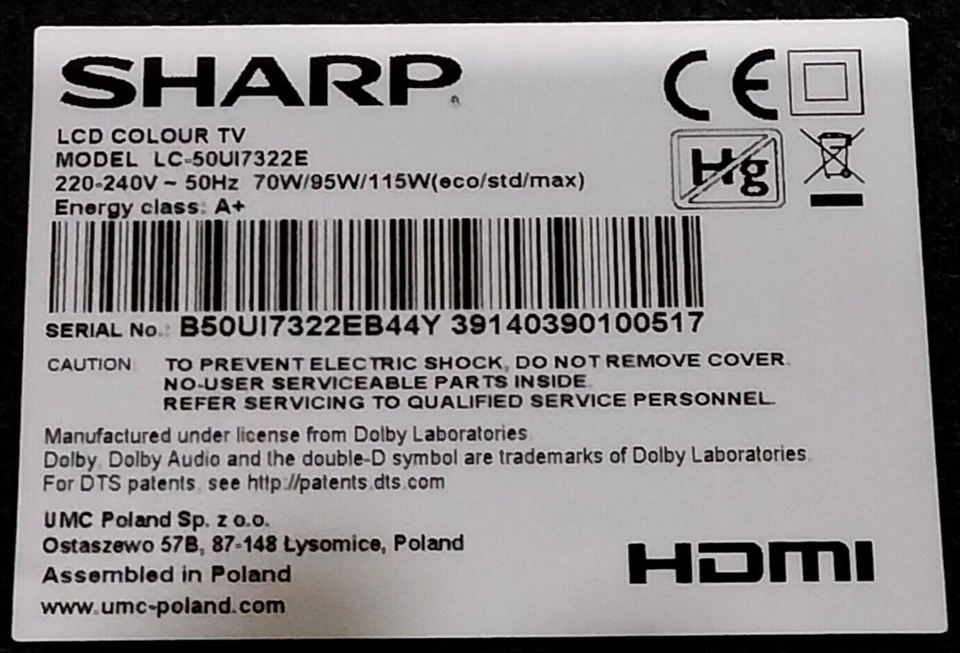 SHARP
LCD COLOUR TV
MODEL LC-50UI7322E
220-240V ~ 50Hz 70W/95W/115W(eco/std/max)
Energy class: A+
CE
Hg
SERIAL No.: B50UI7322EB44Y 39140390100517
CAUTION TO PREVENT ELECTRIC SHOCK, DO NOT REMOVE COVER.
NO-USER SERVICEABLE PARTS INSIDE.
REFER SERVICING TO QUALIFIED SERVICE PERSONNEL.
Manufactured under license from Dolby Laboratories.
Dolby, Dolby Audio and the double-D symbol are trademarks of Dolby Laboratories.
For DTS patents, see http://patents.dts.com
UMC Poland Sp. z o.o.
Ostaszewo 57B, 87-148 Łysomice, Poland
Assembled in Poland
www.umc-poland.com
HDMI